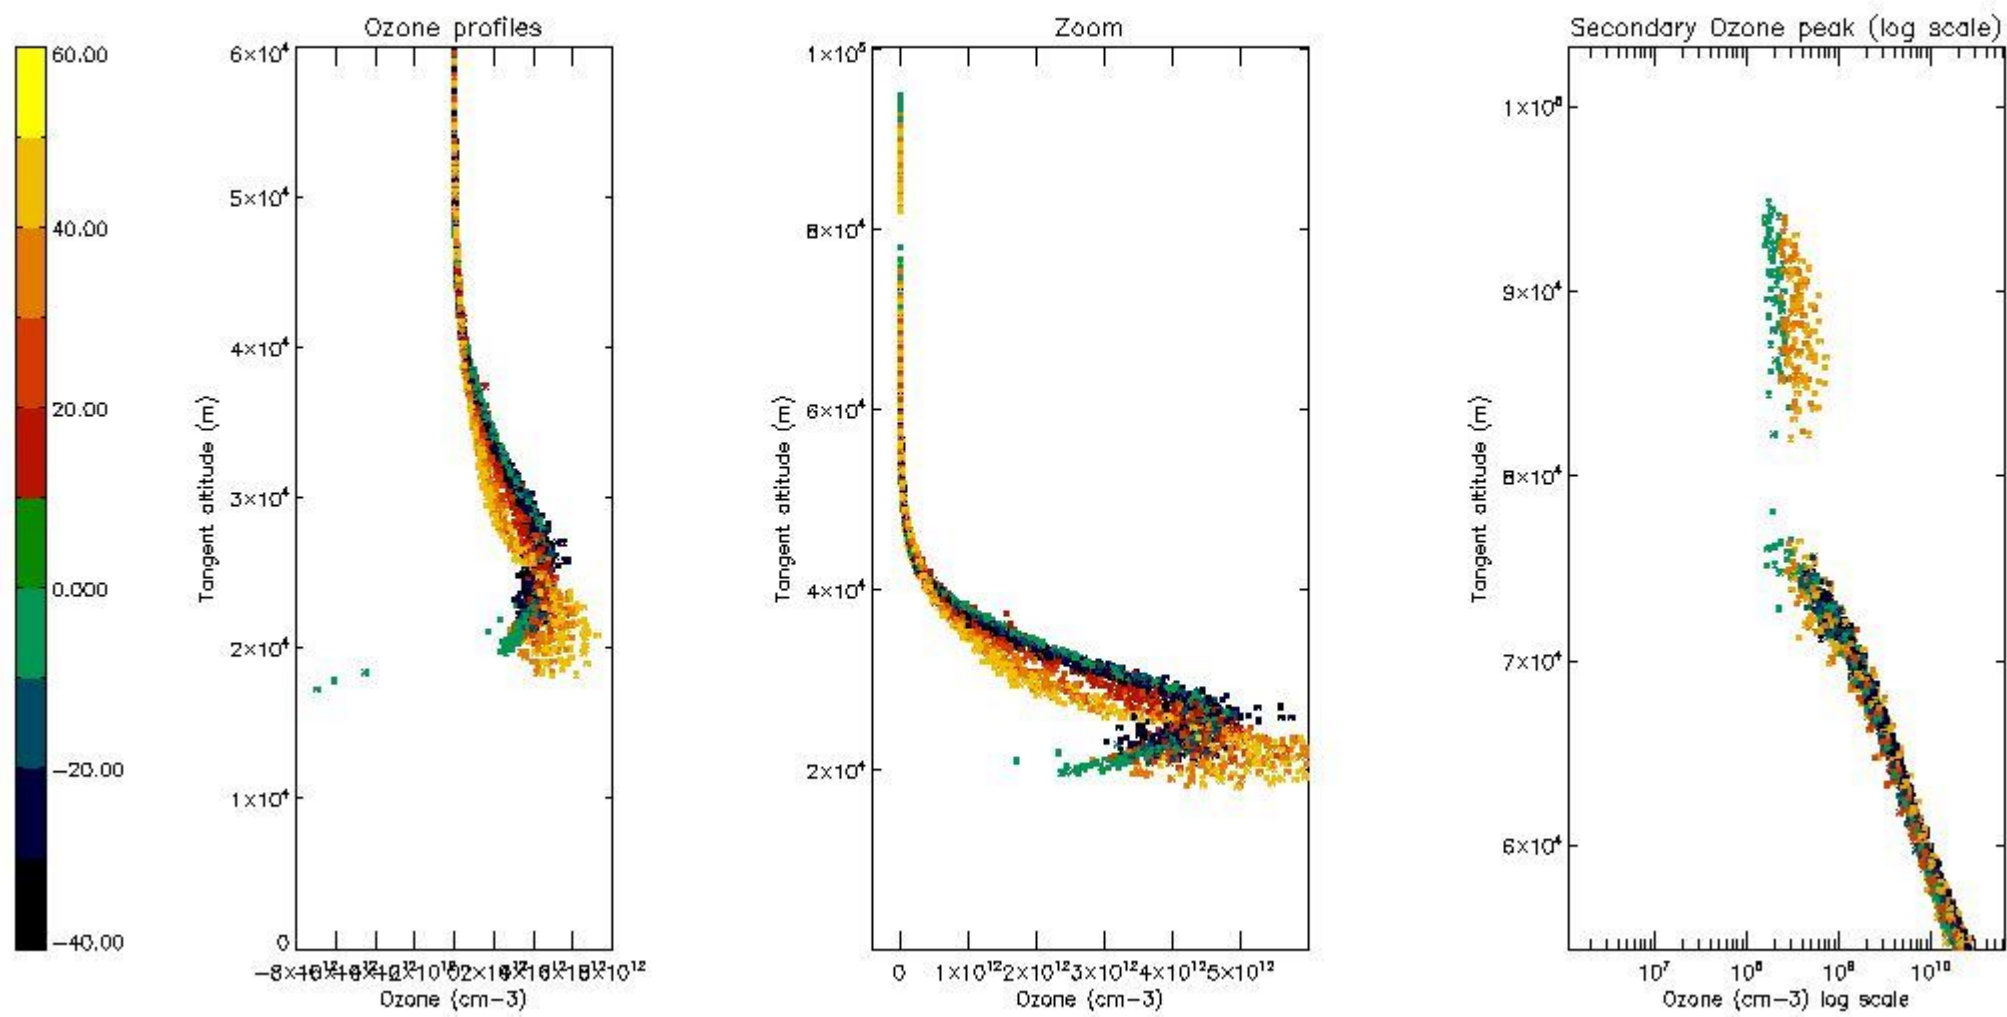 Ozone profiles
Zoom
Secondary Ozone peak (log scale)
60.00
40.00
20.00
0.000
−20.00
−40.00
6×10⁴
5×10⁴
4×10⁴
3×10⁴
2×10⁴
1×10⁴
0
Tangent altitude (m)
Ozone (cm−3)
1×10⁵
8×10⁴
6×10⁴
4×10⁴
2×10⁴
Tangent altitude (m)
0 1×10¹² 2×10¹² 3×10¹² 4×10¹² 5×10¹²
Ozone (cm−3)
9×10⁴
8×10⁴
7×10⁴
6×10⁴
Tangent altitude (m)
10⁷ 10⁸ 10⁹ 10¹⁰
Ozone (cm−3) log scale